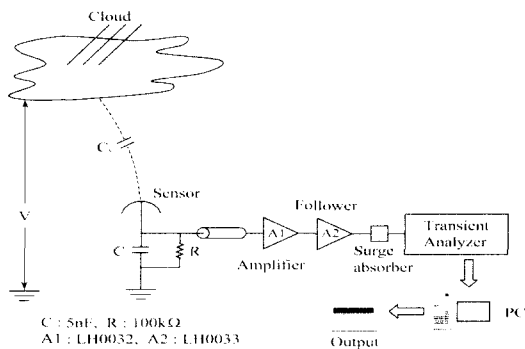 Cloud
C
Sensor
V
C
R
A1
A2
Follower
Amplifier
Surge
absorber
Transient
Analyzer
PC
Output
C : 5nF, R : 100kΩ
A1 : LH0032, A2 : LH0033